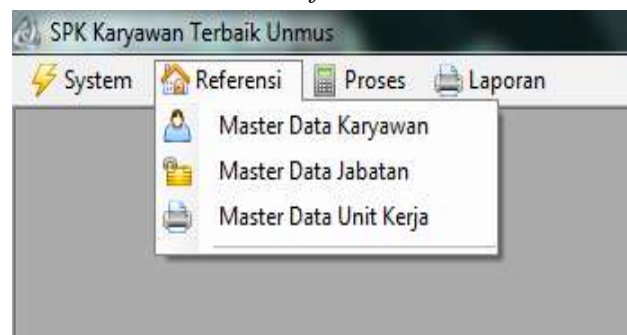 SPK Karyawan Terbaik Unmus
System Referensi Proses Laporan
Master Data Karyawan
Master Data Jabatan
Master Data Unit Kerja